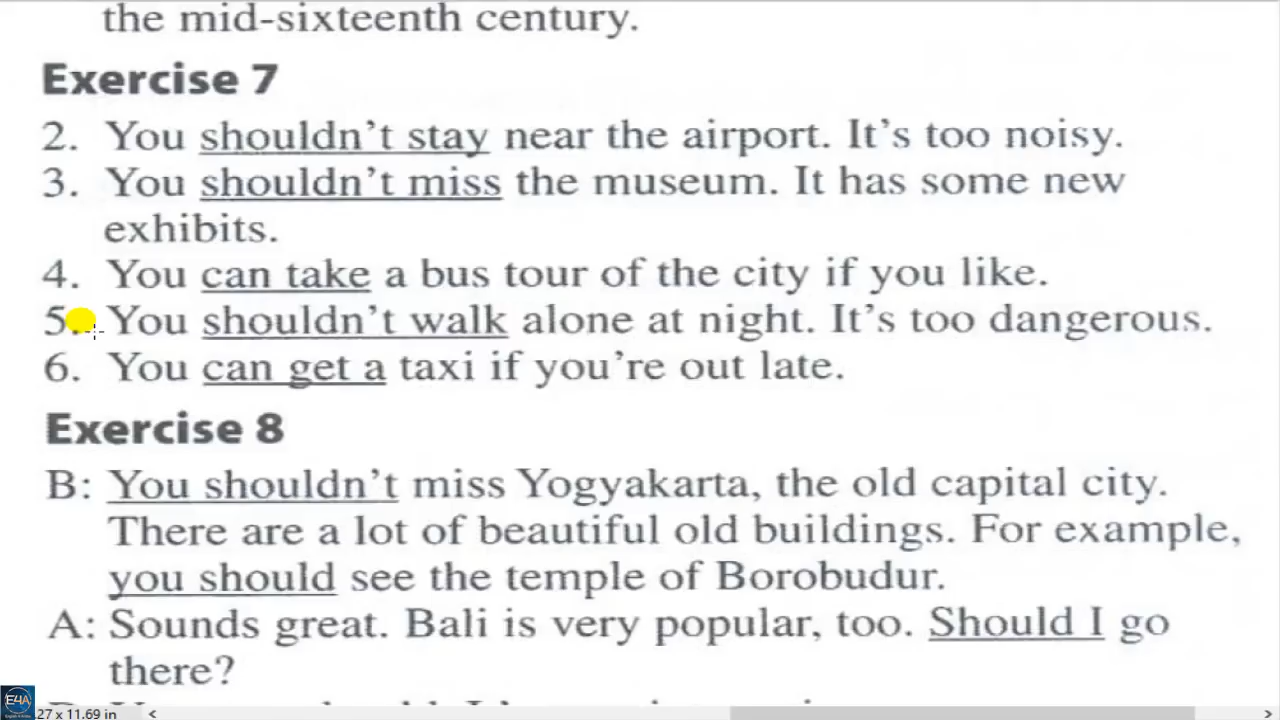 the mid-sixteenth century.
Exercise 7
2. You shouldn't stay near the airport. It's too noisy.
3. You shouldn't miss the museum. It has some new
exhibits.
4. You can take a bus tour of the city if you like.
5. You shouldn't walk alone at night. It's too dangerous.
6. You can get a taxi if you're out late.
Exercise 8
B: You shouldn't miss Yogyakarta, the old capital city.
There are a lot of beautiful old buildings. For example,
you should see the temple of Borobudur.
A: Sounds great. Bali is very popular, too. Should I go
there?
E4A
27 x 11.69 in